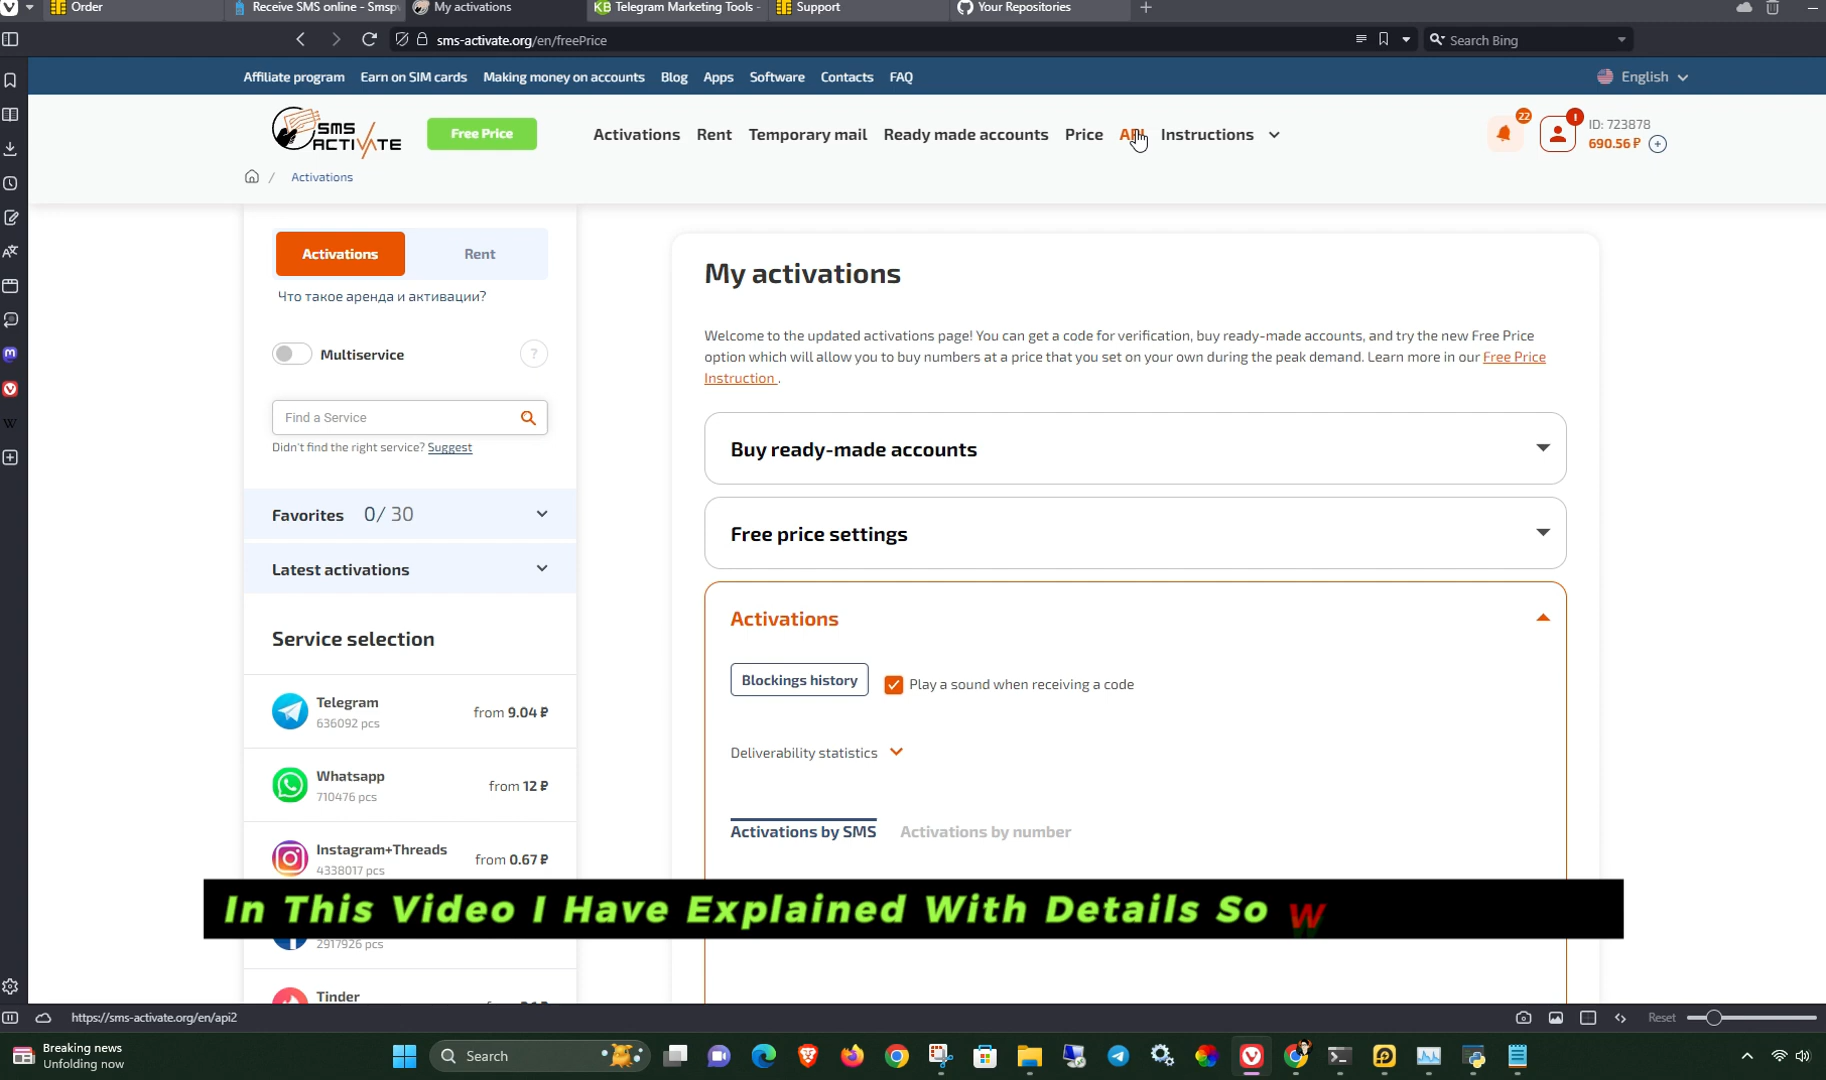 Order
Receive SMS online - Smsp
My activations
KB Telegram Marketing Tools -
Support
Your Repositories
sms-activate.org/en/freePrice
Search Bing
Affiliate program
Earn on SIM cards
Making money on accounts
Blog
Apps
Software
Contacts
FAQ
English
SMS ACTIVATE
Free Price
Activations
Rent
Temporary mail
Ready made accounts
Price
API
Instructions
22
!
ID: 723878
690.56 ₽
/ Activations
Activations
Rent
Что такое аренда и активации?
Multiservice
?
Find a Service
Didn't find the right service? Suggest
Favorites 0/ 30
Latest activations
Service selection
Telegram
636092 pcs
from 9.04 ₽
Whatsapp
710476 pcs
from 12 ₽
Instagram+Threads
4338017 pcs
from 0.67 ₽
2917926 pcs
Tinder
My activations
Welcome to the updated activations page! You can get a code for verification, buy ready-made accounts, and try the new Free Price
option which will allow you to buy numbers at a price that you set on your own during the peak demand. Learn more in our Free Price
Instruction .
Buy ready-made accounts
Free price settings
Activations
Blockings history
Play a sound when receiving a code
Deliverability statistics
Activations by SMS
Activations by number
In This Video I Have Explained With Details So W
https://sms-activate.org/en/api2
Reset
Breaking news
Unfolding now
Search